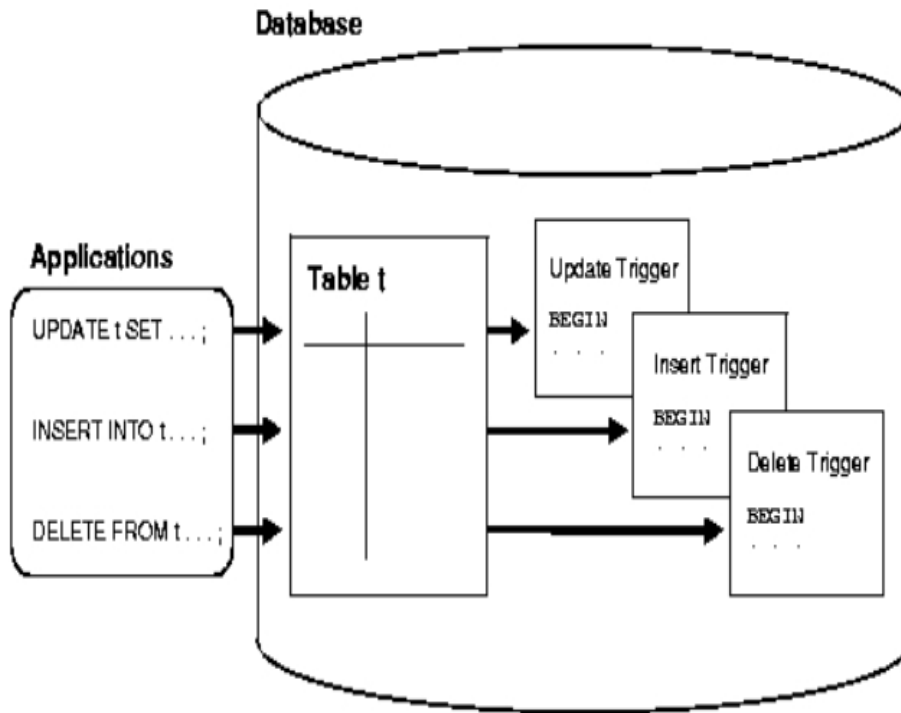 Database
Applications
UPDATE t SET . . . ;
INSERT INTO t . . . ;
DELETE FROM t . . . ;
Table t
Update Trigger
BEGIN
. . .
Insert Trigger
BEGIN
. . .
Delete Trigger
BEGIN
. . .